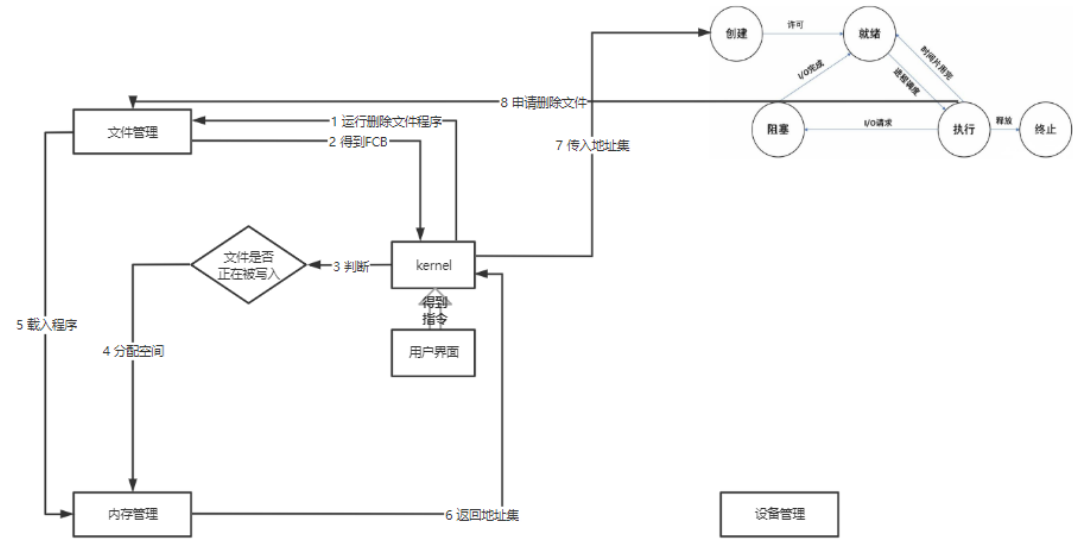 创建
许可
就绪
I/O完成
进程调度
时间片用完
8 申请删除文件
文件管理
1 运行删除文件程序
2 得到FCB
7 传入地址集
阻塞
I/O请求
执行
释放
终止
文件是否
正在被写入
3 判断
kernel
得到
指令
5 载入程序
4 分配空间
用户界面
内存管理
6 返回地址集
设备管理